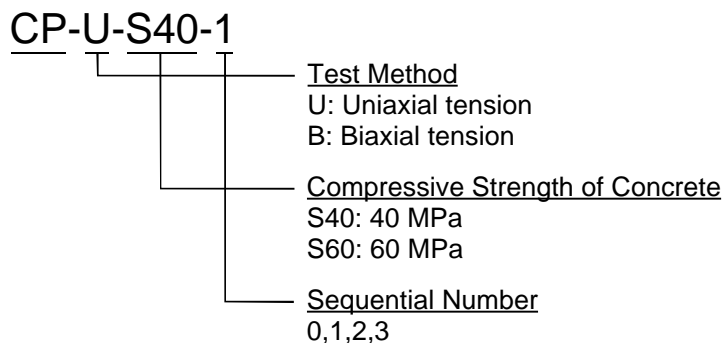 CP-U-S40-1
Test Method
U: Uniaxial tension
B: Biaxial tension
Compressive Strength of Concrete
S40: 40 MPa
S60: 60 MPa
Sequential Number
0,1,2,3